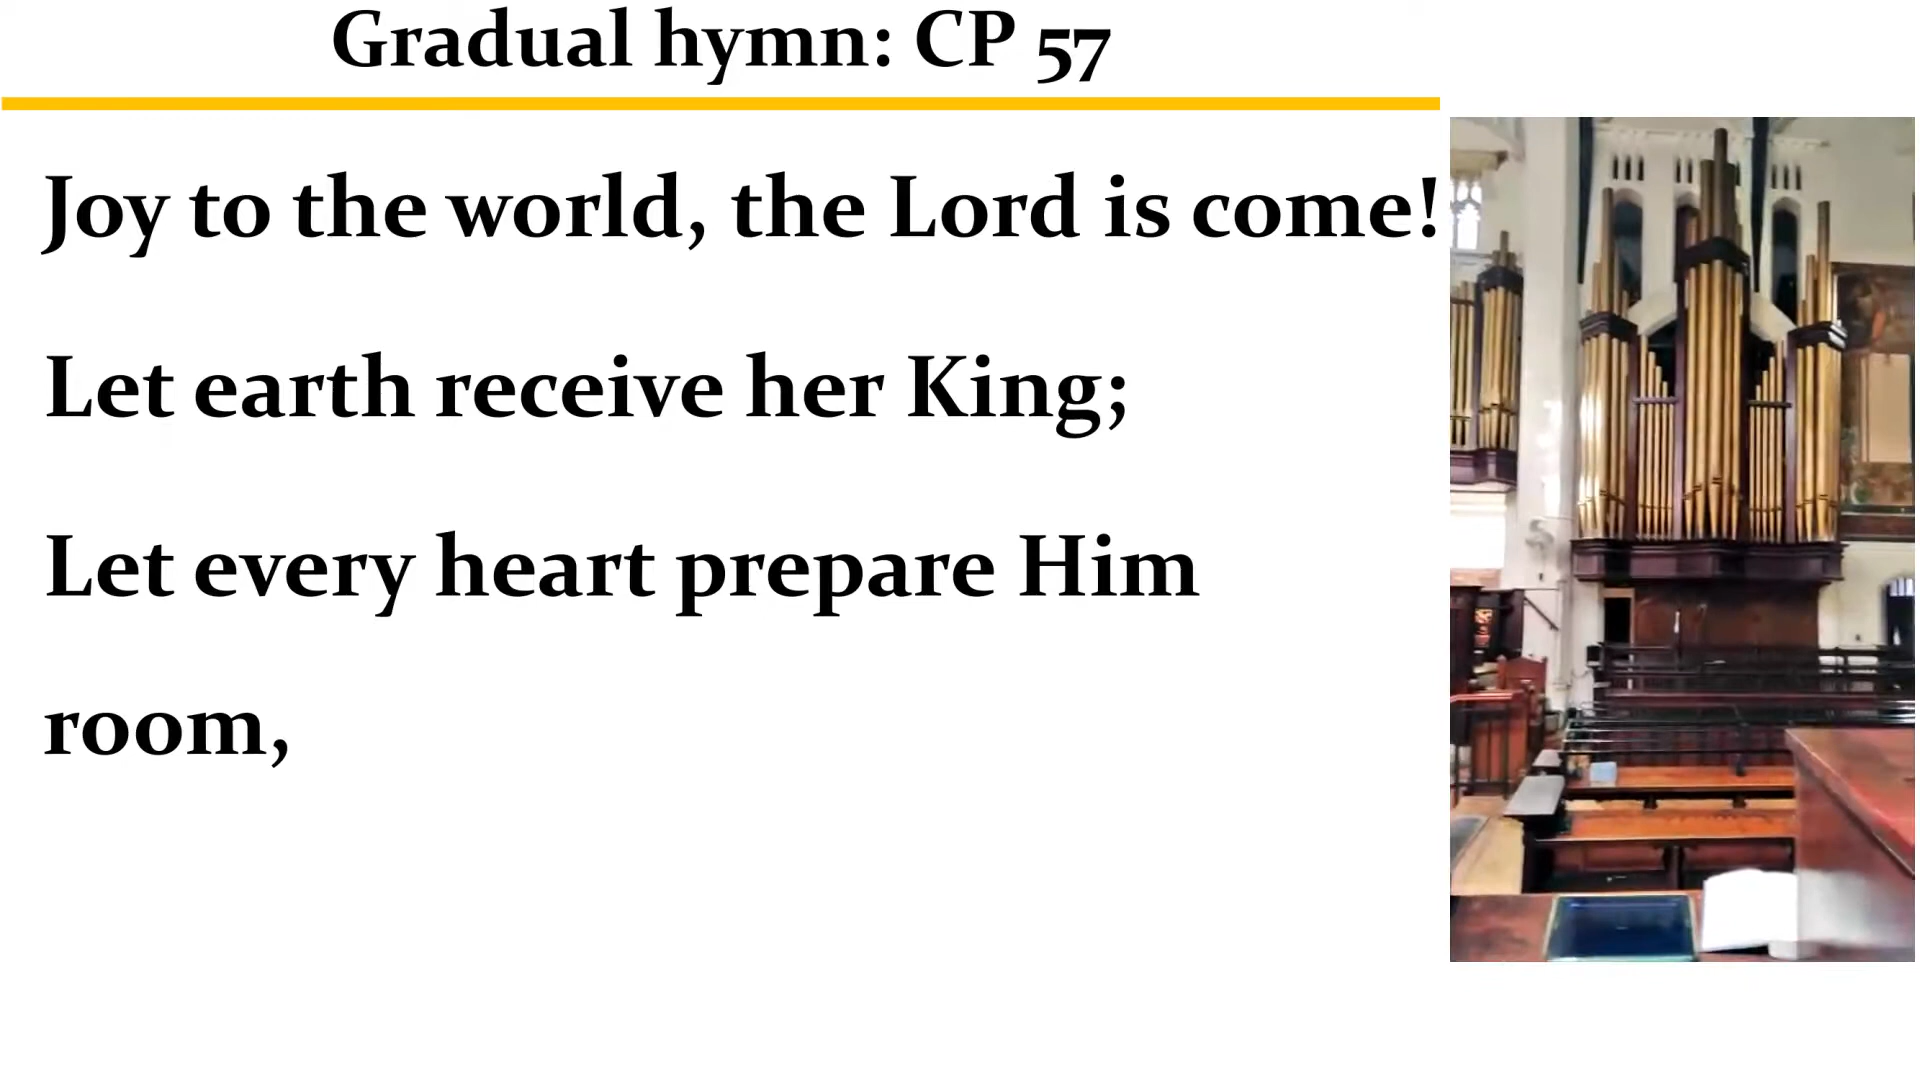 Gradual hymn: CP 57
Joy to the world, the Lord is come!
Let earth receive her King;
Let every heart prepare Him
room,